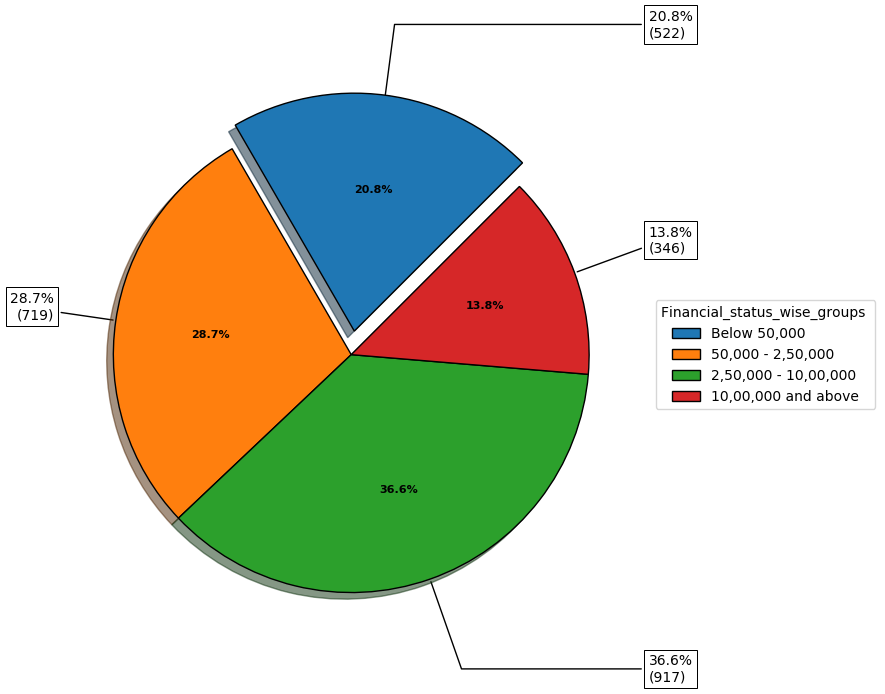 20.8%
(522)
20.8%
13.8%
(346)
13.8%
28.7%
(719)
28.7%
Financial_status_wise_groups
Below 50,000
50,000 - 2,50,000
2,50,000 - 10,00,000
10,00,000 and above
36.6%
36.6%
(917)